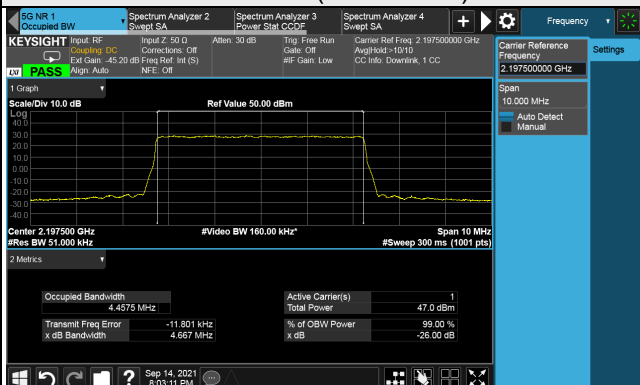 5G NR 1
Occupied BW
Spectrum Analyzer 2
Swept SA
Spectrum Analyzer 3
Power Stat CCDF
Spectrum Analyzer 4
Swept SA
Frequency
KEYSIGHT
LXI
PASS
Input: RF
Coupling: DC
Ext Gain: -45.20 dB
Align: Auto
Input Z: 50 Ω
Corrections: Off
Freq Ref: Int (S)
NFE: Off
Atten: 30 dB
Trig: Free Run
Gate: Off
#IF Gain: Low
Carrier Ref Freq: 2.197500000 GHz
Avg|Hold:>10/10
CC Info: Downlink, 1 CC
Carrier Reference
Frequency
2.197500000 GHz
Span
10.000 MHz
Auto Detect
Manual
Settings
1 Graph
Scale/Div 10.0 dB
Ref Value 50.00 dBm
Log
40.0
30.0
20.0
10.0
0.00
-10.0
-20.0
-30.0
-40.0
Center 2.197500 GHz
#Video BW 160.00 kHz*
Span 10 MHz
#Res BW 51.000 kHz
#Sweep 300 ms (1001 pts)
2 Metrics
Occupied Bandwidth
4.4575 MHz
Transmit Freq Error
-11.801 kHz
x dB Bandwidth
4.667 MHz
Active Carrier(s)
1
Total Power
47.0 dBm
% of OBW Power
99.00 %
x dB
-26.00 dB
?
Sep 14, 2021
8:03:11 PM